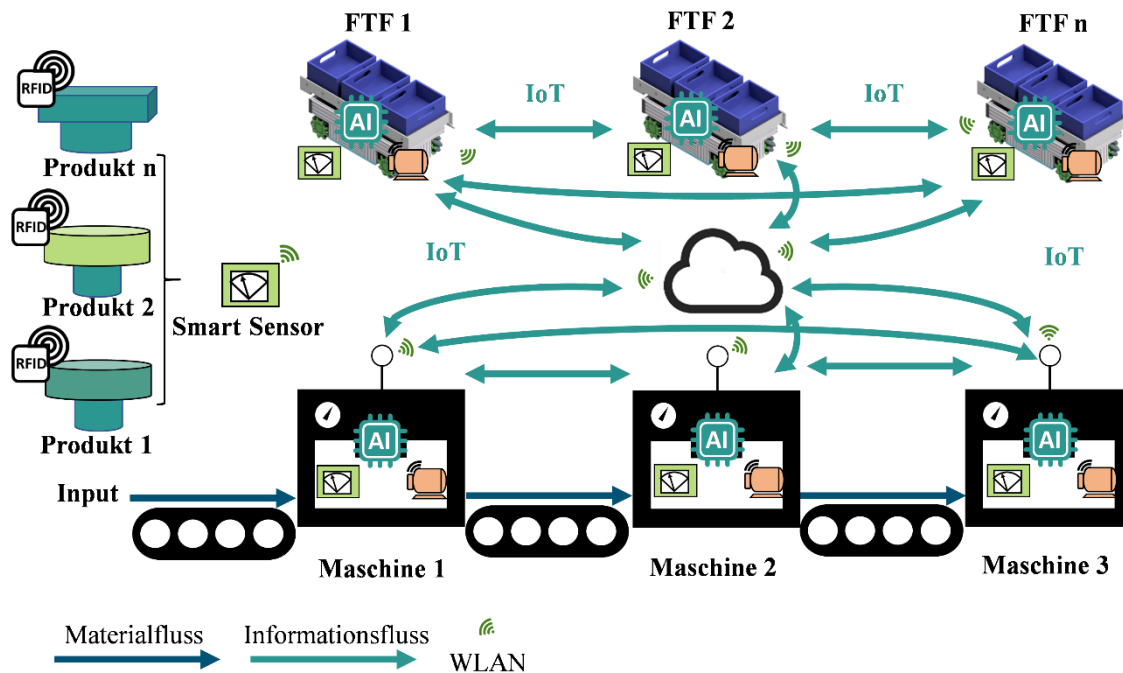 FTF 1
FTF 2
FTF n
RFID
Produkt n
RFID
Produkt 2
RFID
Produkt 1
Smart Sensor
AI
AI
AI
IoT
IoT
IoT
IoT
AI
AI
AI
Input
Maschine 1
Maschine 2
Maschine 3
Materialfluss
Informationsfluss
WLAN